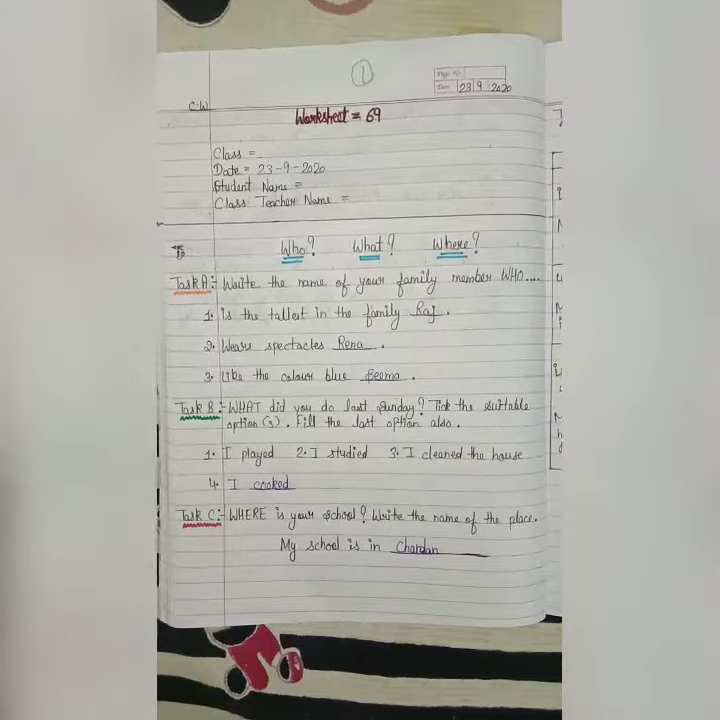 1
Page No
Date 23 9 2020
C.W
Worksheet = 69
Class =
Date = 23-9-2020
Student Name =
Class Teacher Name =
Who? What? Where?
Task A:- Write the name of your family member WHO....
1. is the tallest in the family Raj.
2. Wears spectacles Rena.
3. Like the colour blue Seema.
Task B:- WHAT did you do last Sunday? Tick the suitable
option (s). Fill the last option also.
1. I played 2. I studied 3. I cleaned the house
4. I cooked
Task C:- WHERE is your school? Write the name of the place.
My school is in